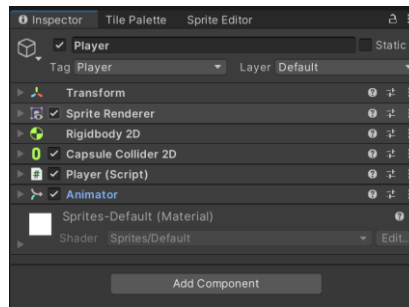 Inspector Tile Palette Sprite Editor
Player Static
Tag Player Layer Default
Transform
Sprite Renderer
Rigidbody 2D
Capsule Collider 2D
# Player (Script)
Animator
Sprites-Default (Material)
Shader Sprites/Default Edit...
Add Component